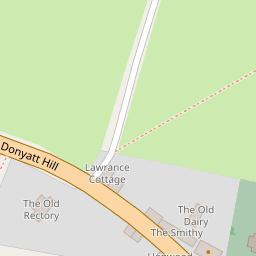 Donyatt Hill
Lawrance
Cottage
The Old
Rectory
The Old
Dairy
The Smithy